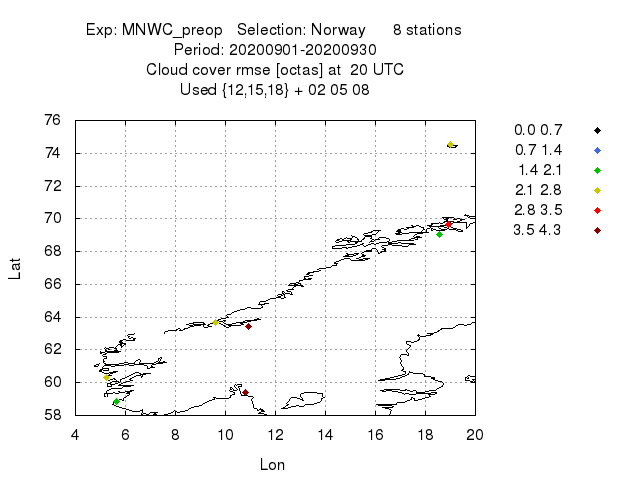 Exp: MNWC_preop   Selection: Norway      8 stations
Period: 20200901-20200930
Cloud cover rmse [octas] at  20 UTC
Used {12,15,18} + 02 05 08
76
74
72
70
68
66
64
62
60
58
Lat
4 6 8 10 12 14 16 18 20
Lon
0.0 0.7
0.7 1.4
1.4 2.1
2.1 2.8
2.8 3.5
3.5 4.3